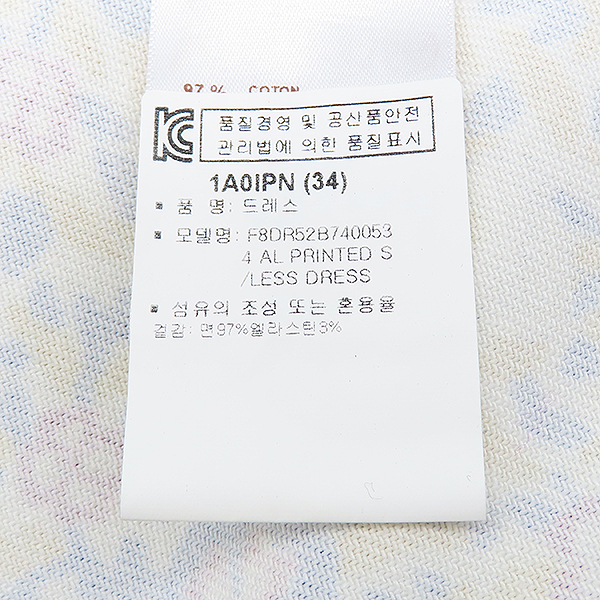 97 % COTON
KC
품질경영 및 공산품안전
관리법에 의한 품질표시
1A0IPN (34)
▪ 품 명: 드레스
▪ 모델명: F8DR52B740053
4 AL PRINTED S
/LESS DRESS
▪ 섬유의 조성 또는 혼용율
겉감: 면97%엘라스틴3%